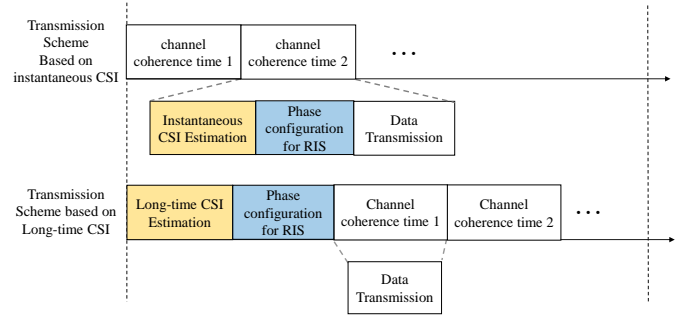 Transmission
Scheme
Based on
instantaneous CSI
channel
coherence time 1
channel
coherence time 2
...
Instantaneous
CSI Estimation
Phase
configuration
for RIS
Data
Transmission
Transmission
Scheme based on
Long-time CSI
Long-time CSI
Estimation
Phase
configuration
for RIS
Channel
coherence time 1
Channel
coherence time 2
...
Data
Transmission